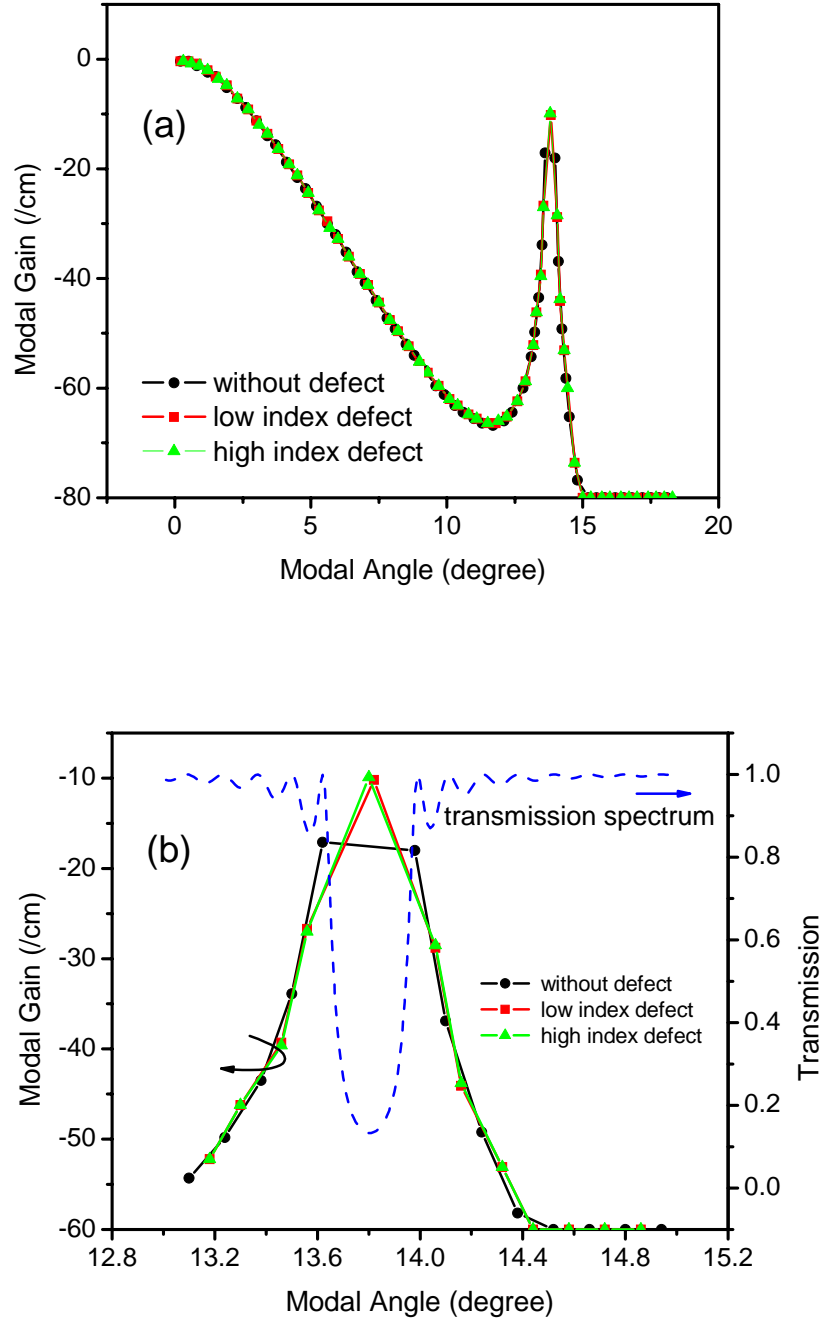 0
-20
-40
-60
-80
Modal Gain (/cm)
(a)
without defect
low index defect
high index defect
0 5 10 15 20
Modal Angle (degree)
-10
-20
-30
-40
-50
-60
Modal Gain (/cm)
(b)
transmission spectrum
without defect
low index defect
high index defect
1.0
0.8
0.6
0.4
0.2
0.0
Transmission
12.8 13.2 13.6 14.0 14.4 14.8 15.2
Modal Angle (degree)